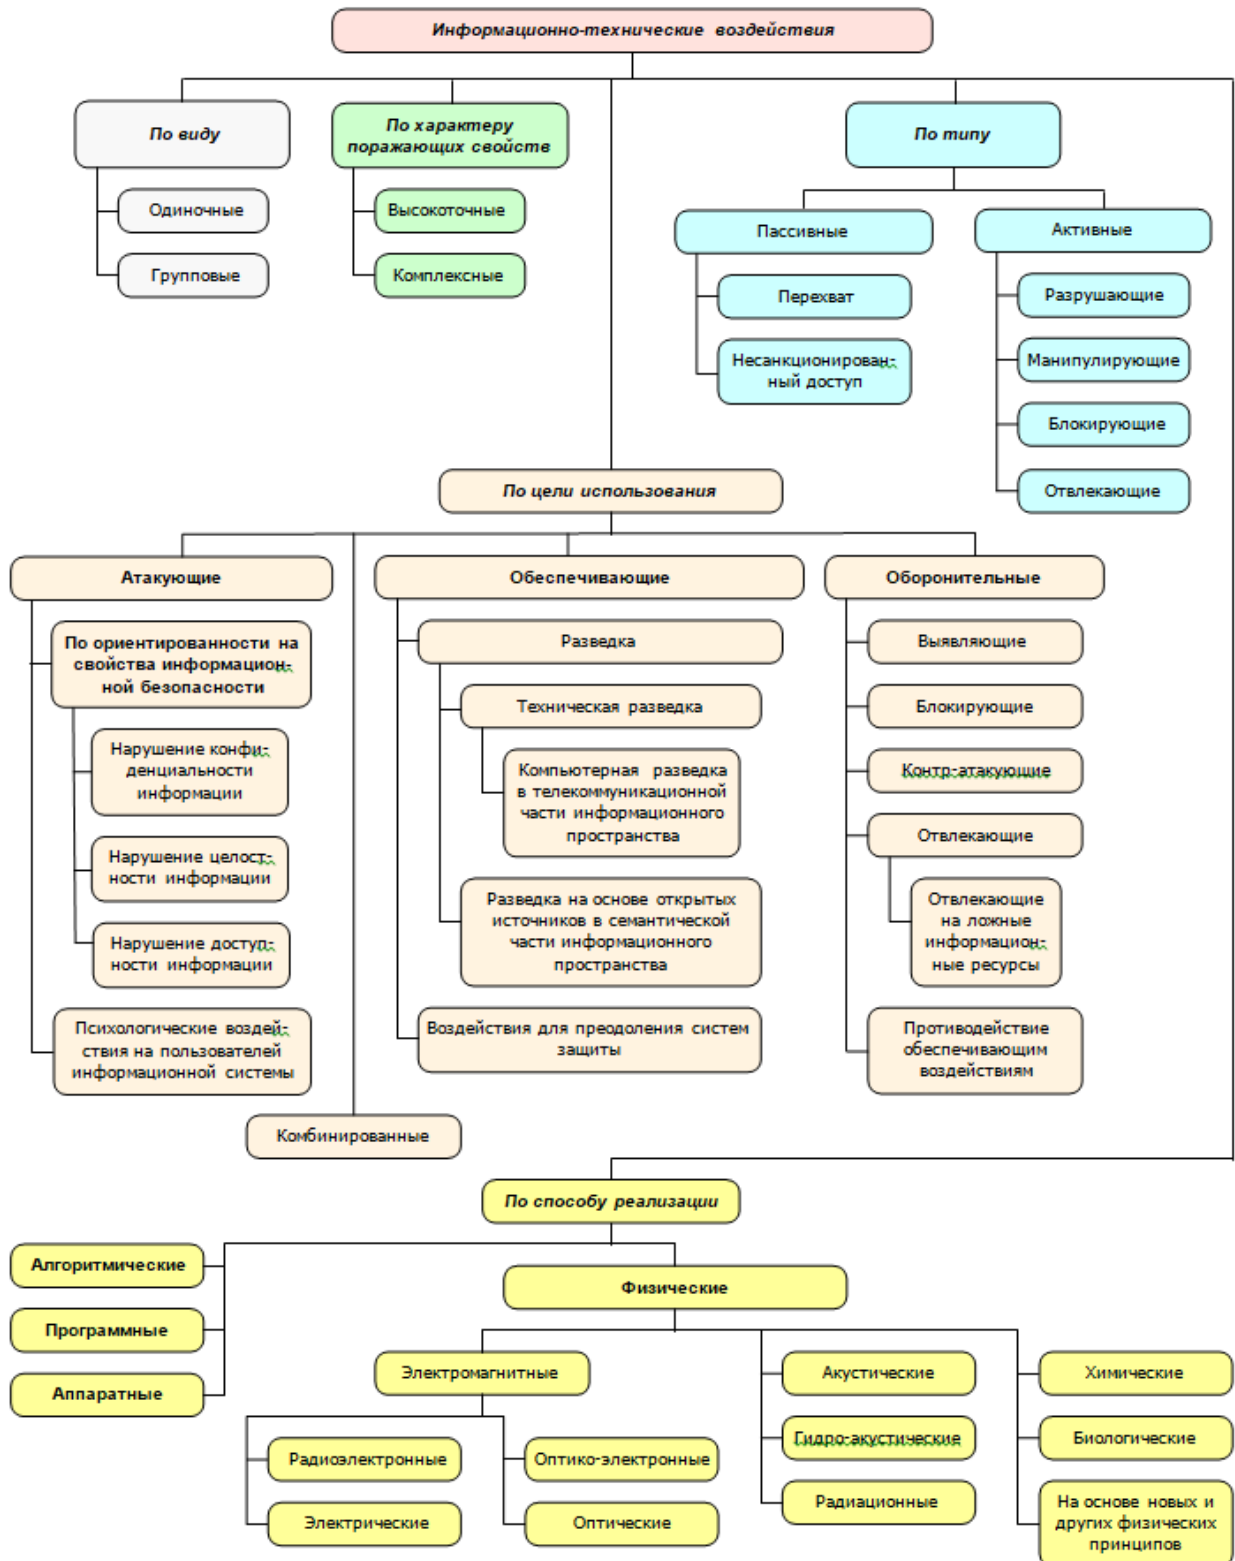 Информационно-технические воздействия
По виду
Одиночные
Групповые
По характеру
поражающих свойств
Высокоточные
Комплексные
По типу
Пассивные
Перехват
Несанкционирован-
ный доступ
Активные
Разрушающие
Манипулирующие
Блокирующие
Отвлекающие
По цели использования
Атакующие
По ориентированности на
свойства информацион-
ной безопасности
Нарушение конфи-
денциальности
информации
Нарушение целост-
ности информации
Нарушение доступ-
ности информации
Психологические воздей-
ствия на пользователей
информационной системы
Комбинированные
Обеспечивающие
Разведка
Техническая разведка
Компьютерная разведка
в телекоммуникационной
части информационного
пространства
Разведка на основе открытых
источников в семантической
части информационного
пространства
Воздействия для преодоления систем
защиты
Оборонительные
Выявляющие
Блокирующие
Контр-атакующие
Отвлекающие
Отвлекающие
на ложные
информацион-
ные ресурсы
Противодействие
обеспечивающим
воздействиям
По способу реализации
Алгоритмические
Программные
Аппаратные
Физические
Электромагнитные
Радиоэлектронные
Электрические
Оптико-электронные
Оптические
Акустические
Гидро-акустические
Радиационные
Химические
Биологические
На основе новых и
других физических
принципов